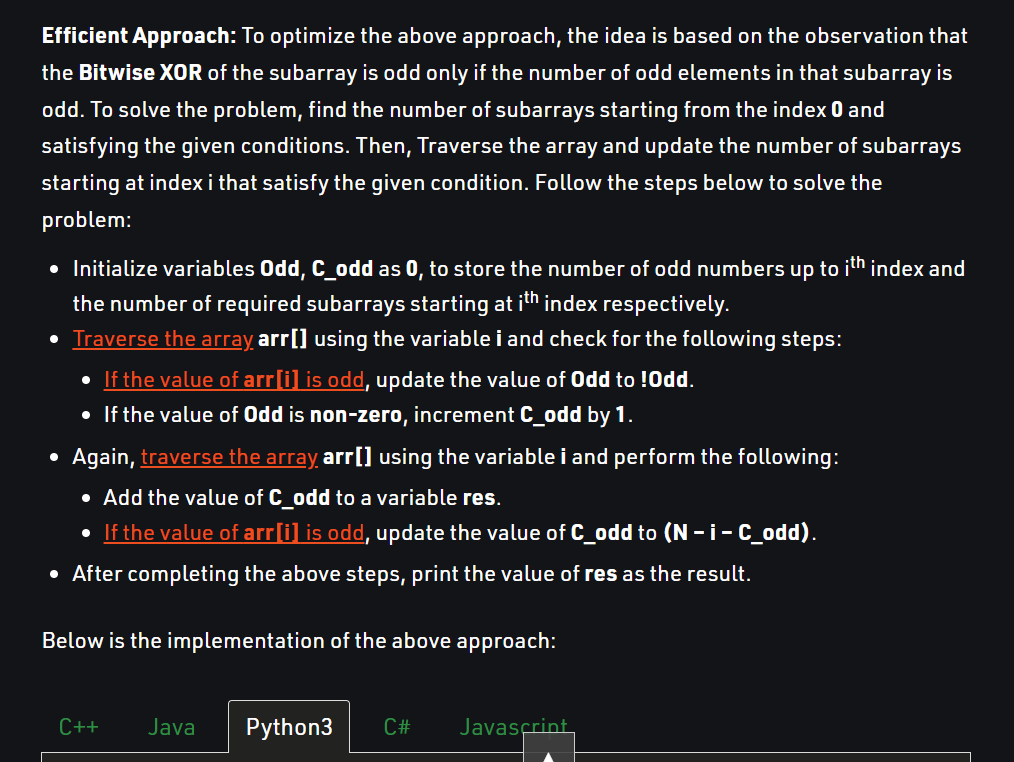 Efficient Approach: To optimize the above approach, the idea is based on the observation that
the Bitwise XOR of the subarray is odd only if the number of odd elements in that subarray is
odd. To solve the problem, find the number of subarrays starting from the index 0 and
satisfying the given conditions. Then, Traverse the array and update the number of subarrays
starting at index i that satisfy the given condition. Follow the steps below to solve the
problem:
• Initialize variables Odd, C_odd as 0, to store the number of odd numbers up to ith index and
the number of required subarrays starting at ith index respectively.
• Traverse the array arr[] using the variable i and check for the following steps:
• If the value of arr[i] is odd, update the value of Odd to !Odd.
• If the value of Odd is non-zero, increment C_odd by 1.
• Again, traverse the array arr[] using the variable i and perform the following:
• Add the value of C_odd to a variable res.
• If the value of arr[i] is odd, update the value of C_odd to (N – i – C_odd).
• After completing the above steps, print the value of res as the result.
Below is the implementation of the above approach:
C++ Java Python3 C# Javascript